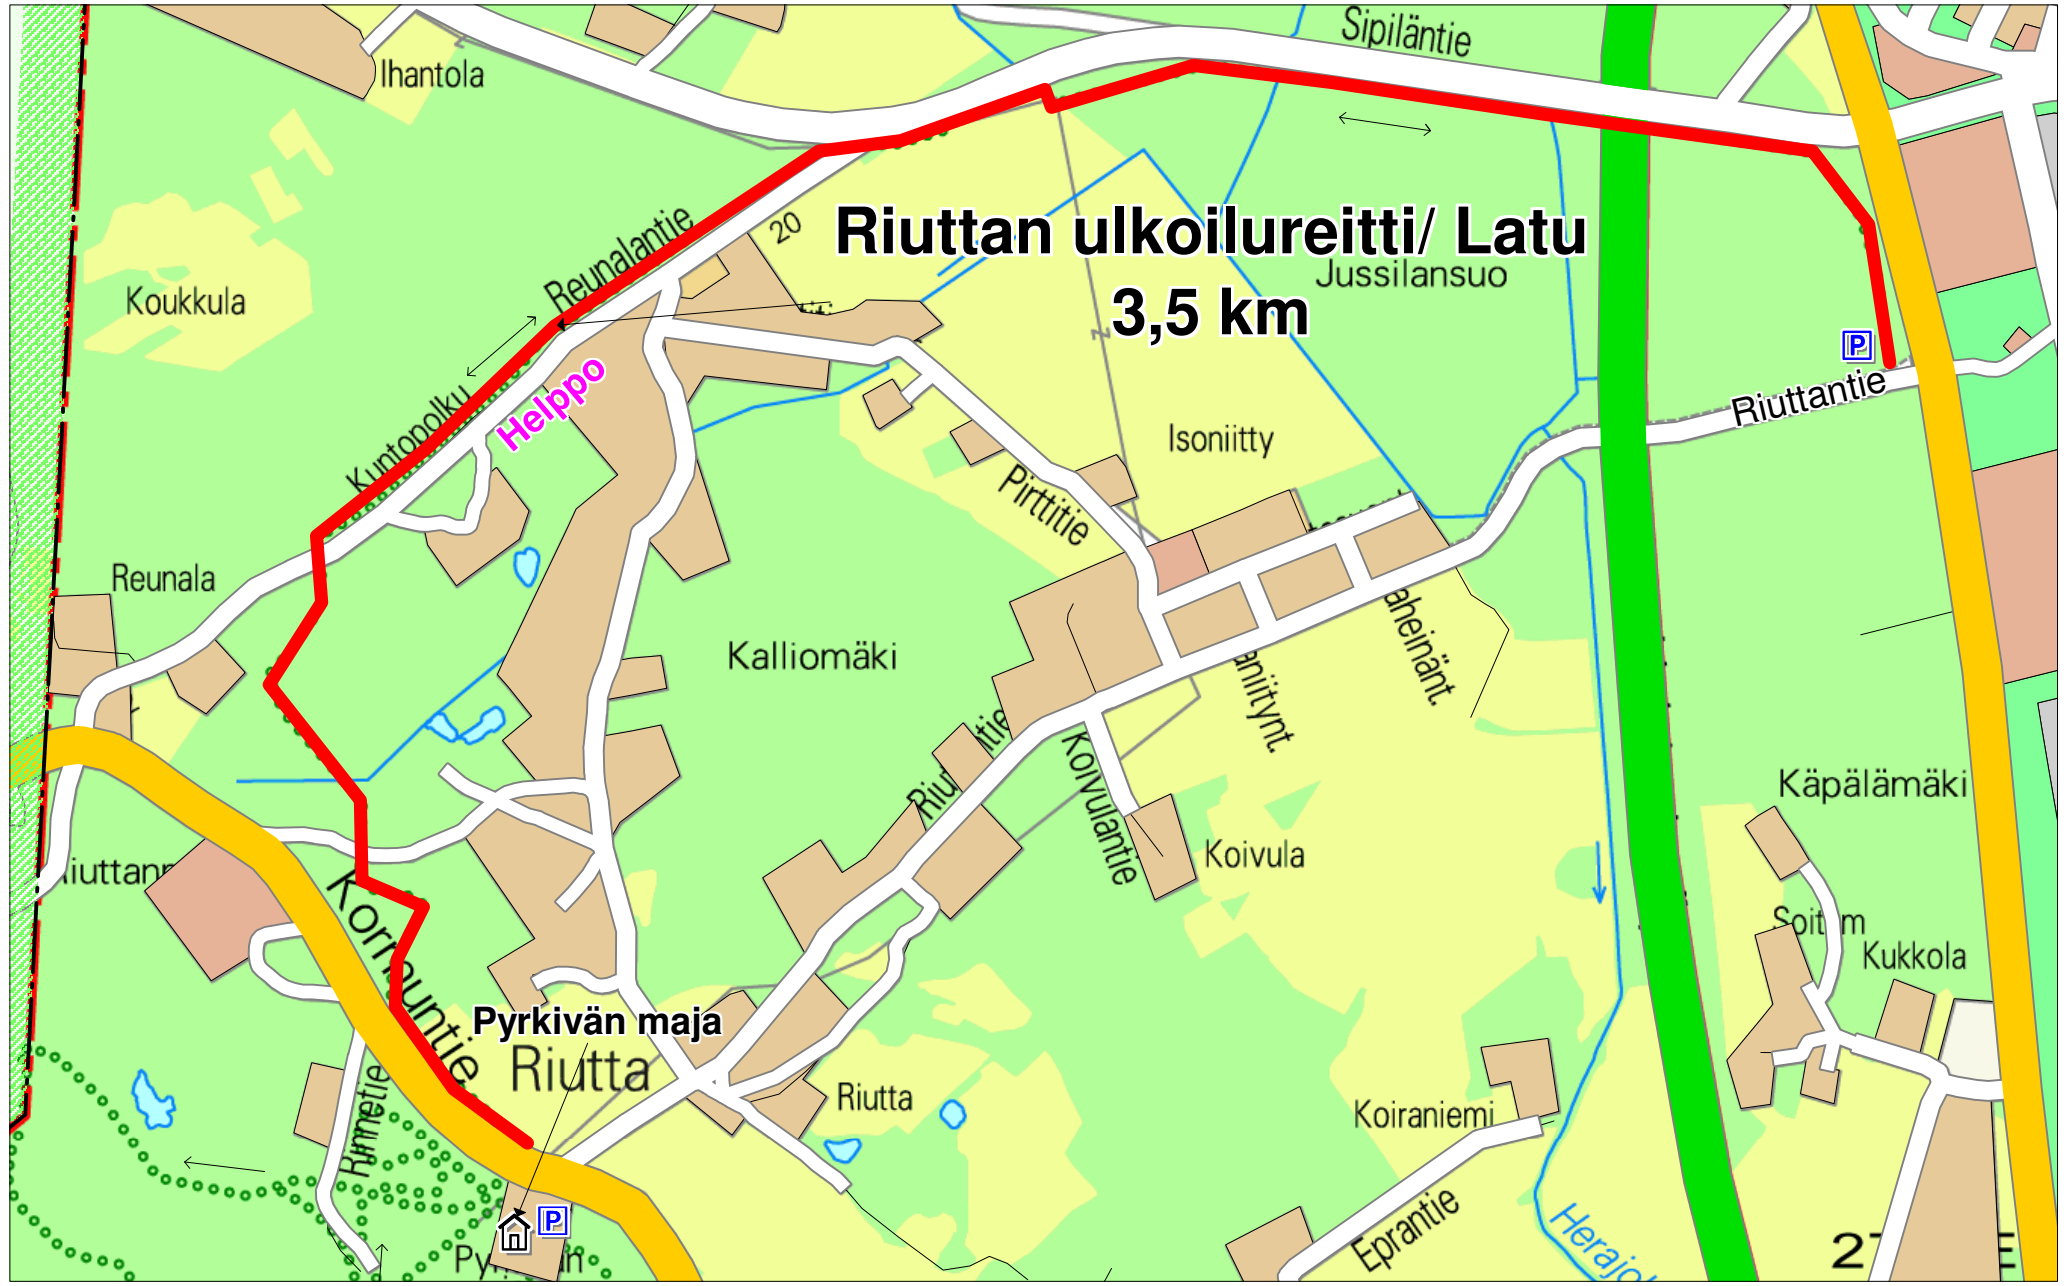 Sipiläntie
Ihantola
Reunalantie
20
Riuttan ulkoilureitti/ Latu
3,5 km
Jussilansuo
Koukkula
P
Helppo
Kuntopolku
Riuttantie
Isoniitty
Pirttitie
Reunala
Kalliomäki
Koivulantie
Käpälämäki
Koivula
Kukkola
Pyrkivän maja
Riutta
Riutta
Rinnetie
Koiraniemi
Eprantie
P